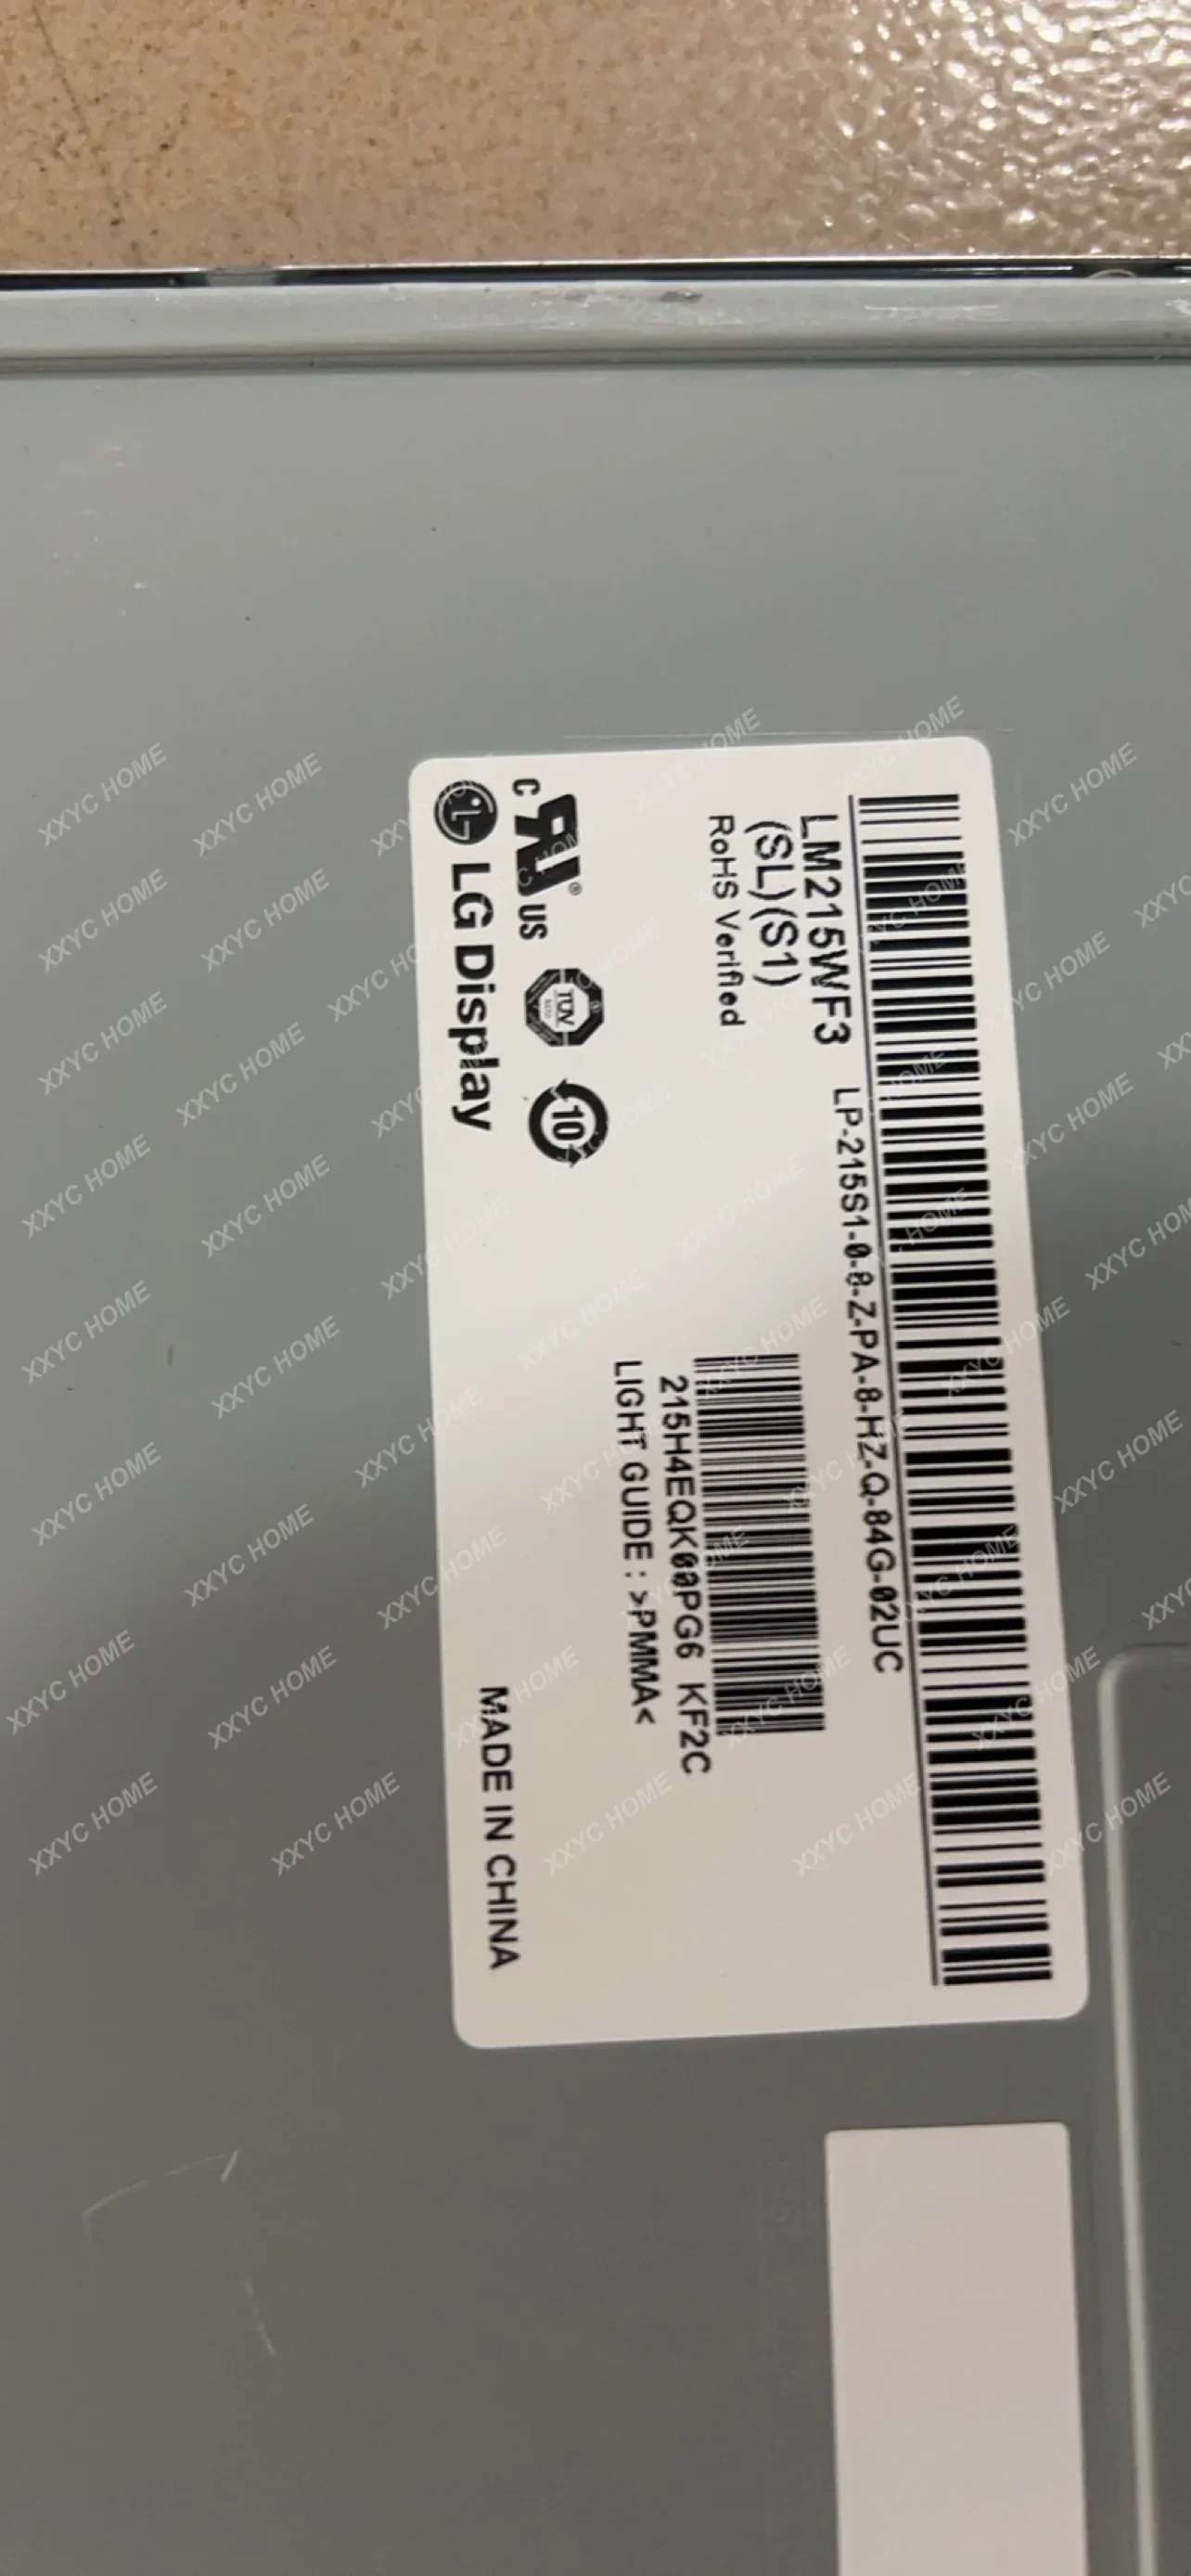 LM215WF3
(SL)(S1)
RoHS Verified
LP-215S1-0-8-Z-PA-8-HZ-Q-84G-02UC
215H4EQK00PG6 KF2C
LIGHT GUIDE : >PMMA<
C
US
TÜV
10
LG Display
MADE IN CHINA
XXYC HOME